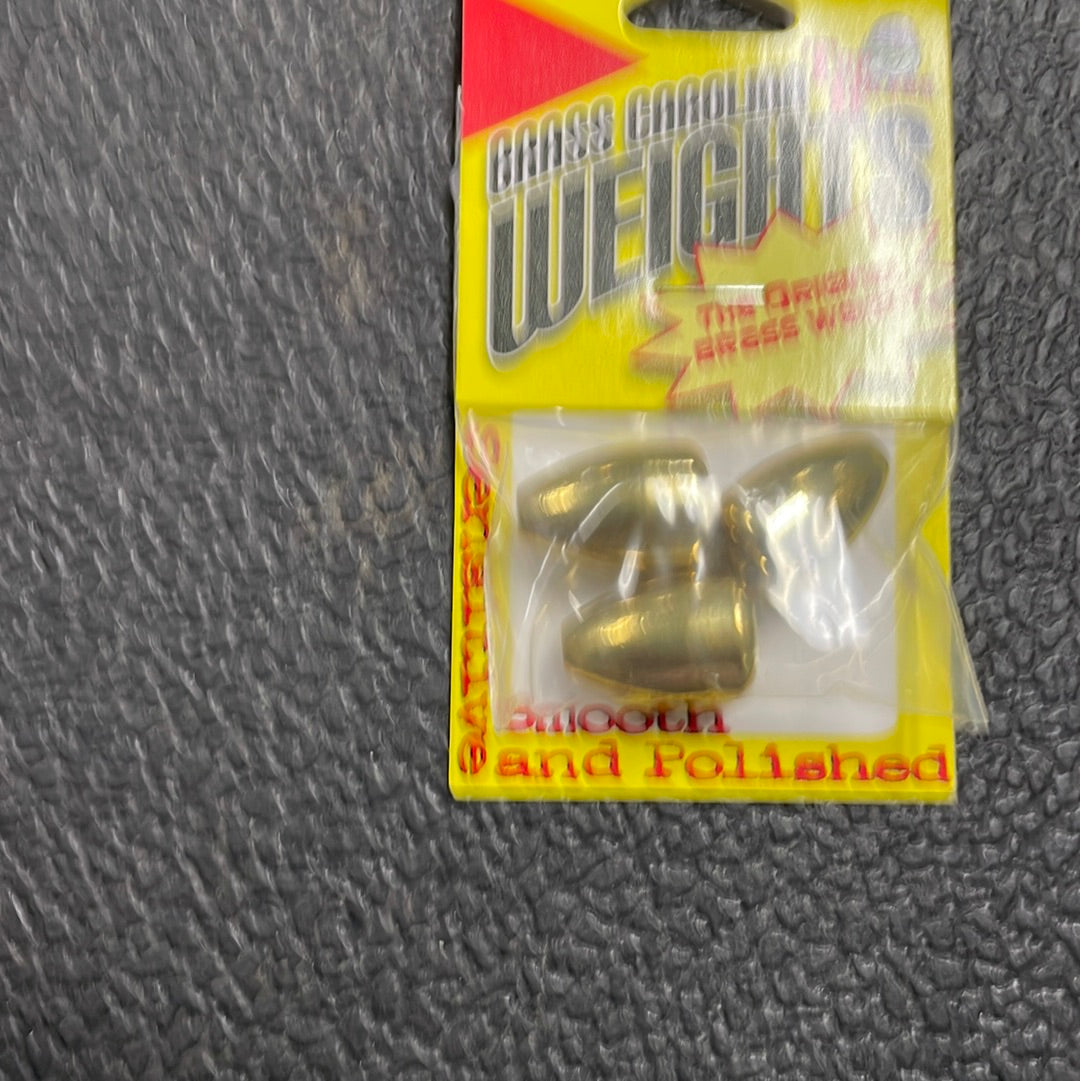 BRASS CAROLINA
WEIGHTS
THE ORIGINAL
BRASS WEIGHT
Smooth
and Polished